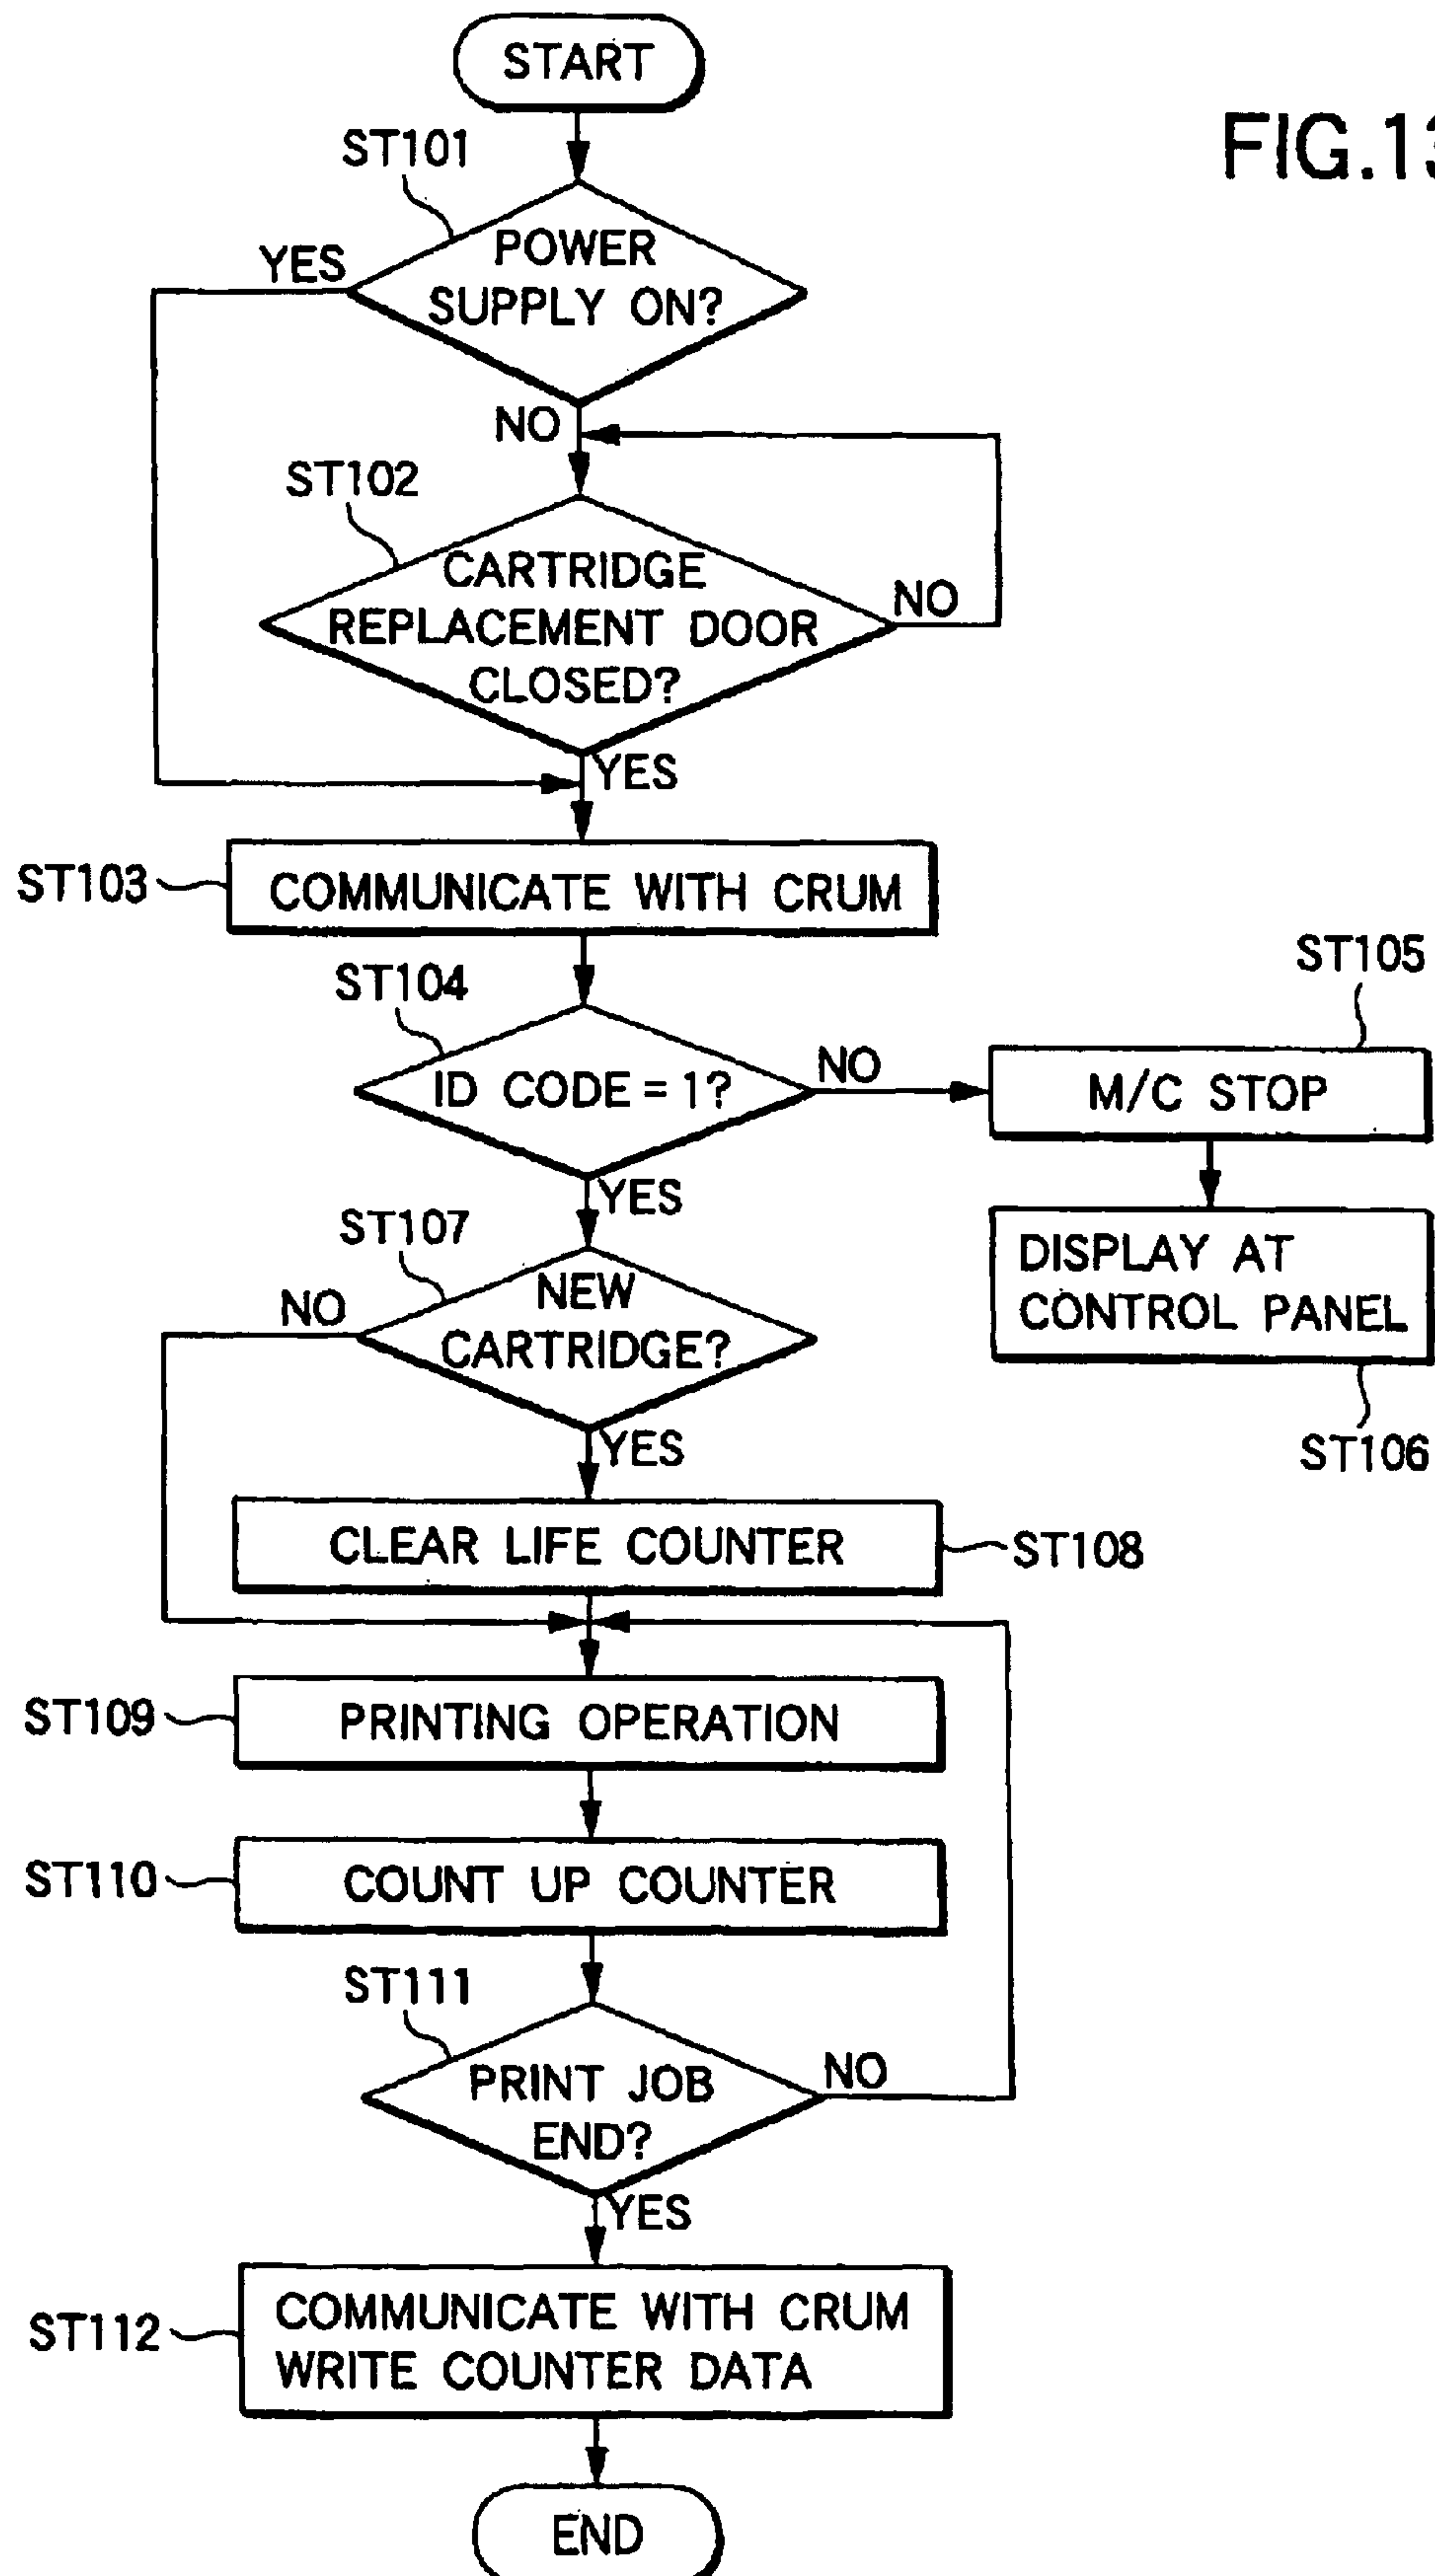 START
FIG.13
ST101
YES
POWER
SUPPLY ON?
NO
ST102
CARTRIDGE
REPLACEMENT DOOR
CLOSED?
NO
YES
ST103
COMMUNICATE WITH CRUM
ST104
ID CODE = 1?
NO
ST105
M/C STOP
YES
DISPLAY AT
CONTROL PANEL
ST106
ST107
NO
NEW
CARTRIDGE?
YES
CLEAR LIFE COUNTER
ST108
ST109
PRINTING OPERATION
ST110
COUNT UP COUNTER
ST111
PRINT JOB
END?
NO
YES
ST112
COMMUNICATE WITH CRUM
WRITE COUNTER DATA
END